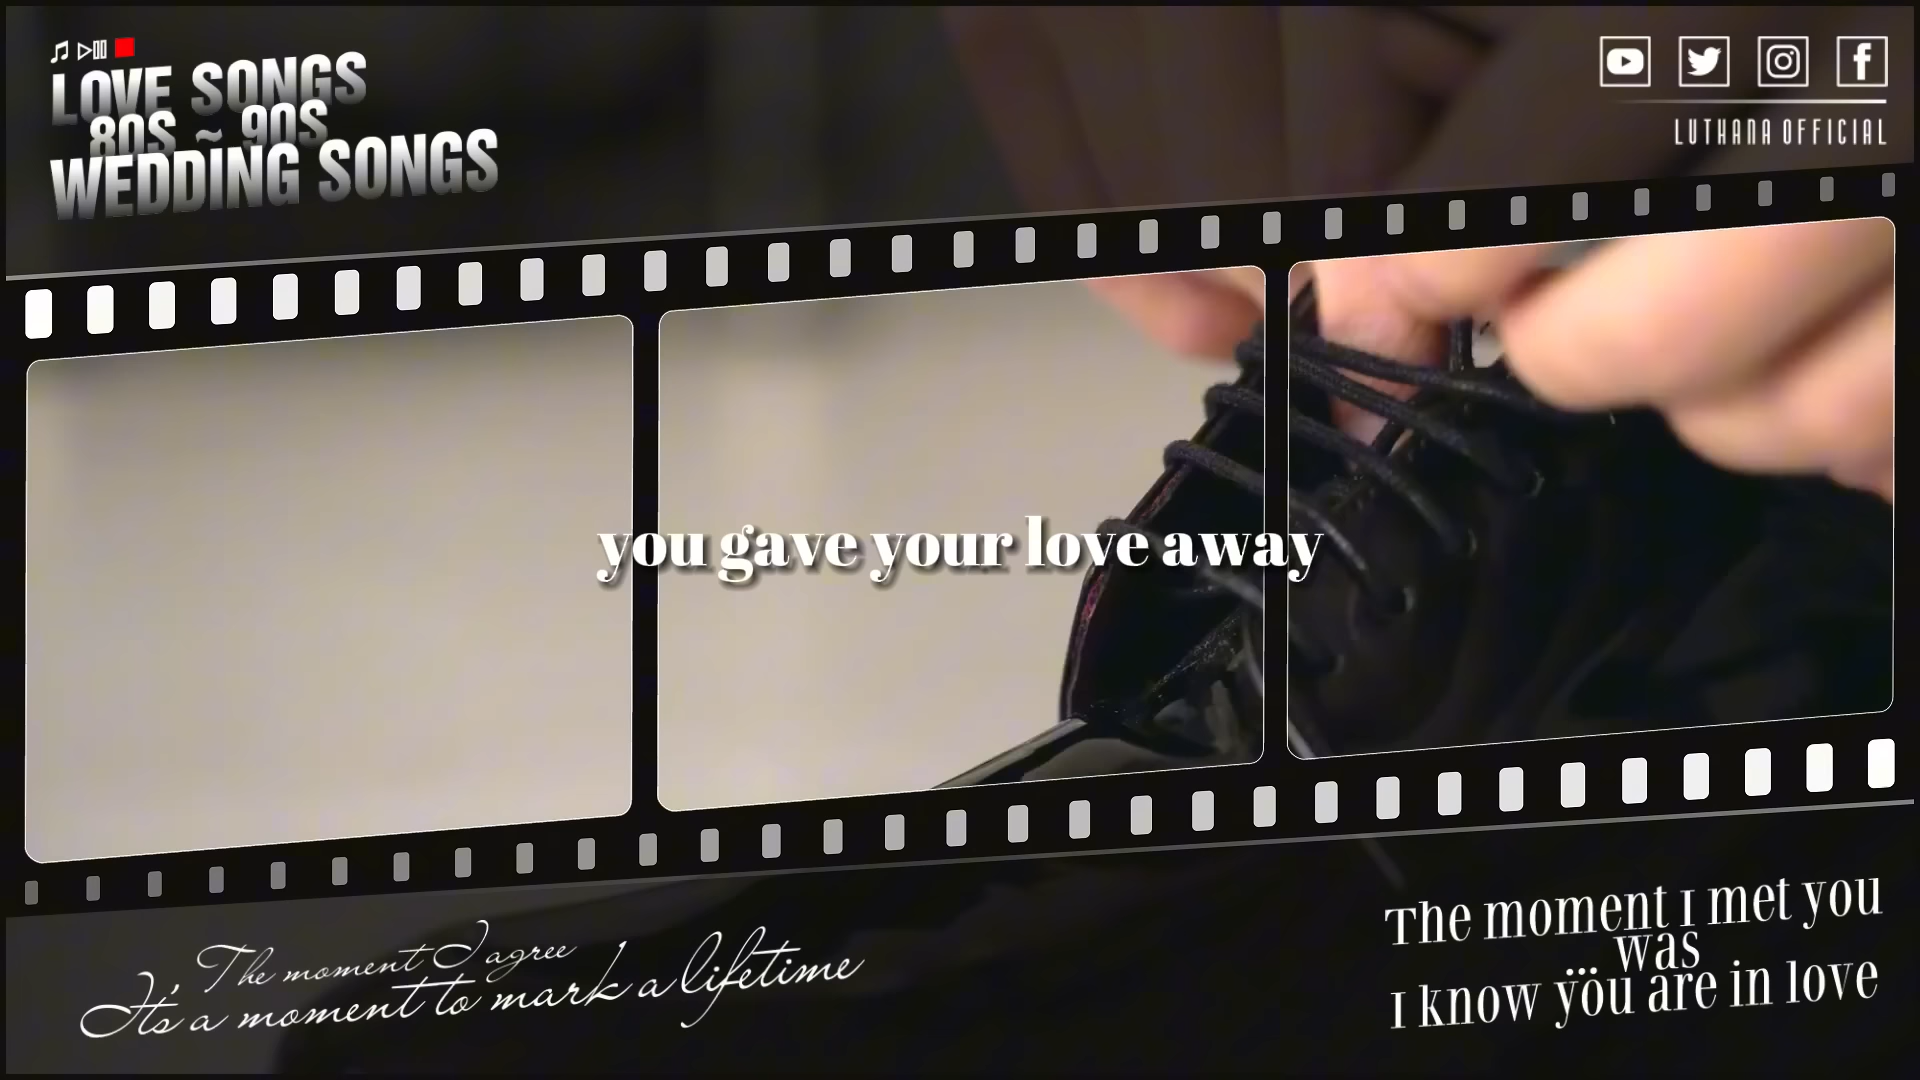 LOVE SONGS
80S ~ 90S
WEDDING SONGS
LUTHANA OFFICIAL
you gave your love away
The moment I agree
It's a moment to mark a lifetime
The moment I met you
was
I know yöu are in love